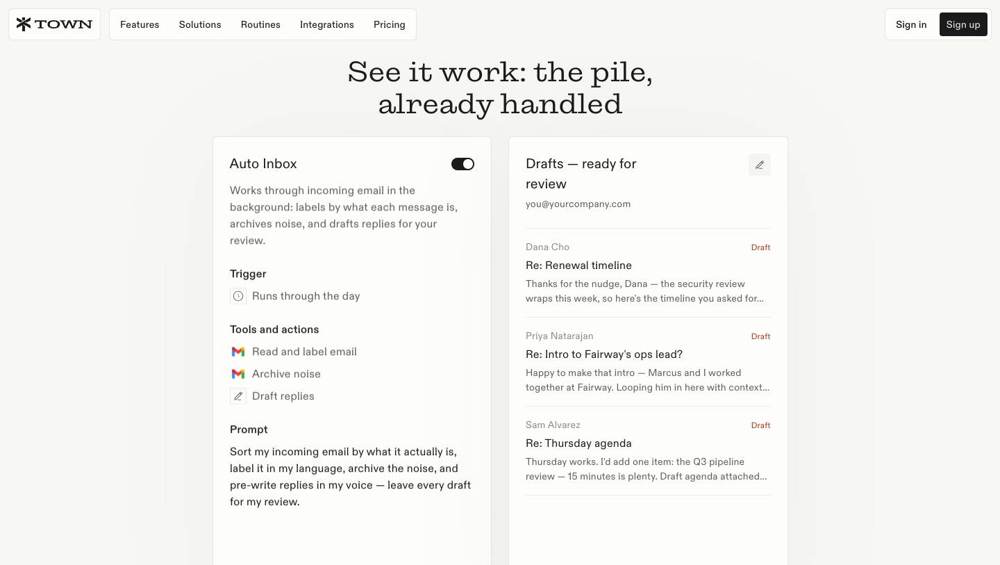 TOWN
Features
Solutions
Routines
Integrations
Pricing
Sign in
Sign up
See it work: the pile,
already handled
Auto Inbox
Works through incoming email in the
background: labels by what each message is,
archives noise, and drafts replies for your
review.
Trigger
Runs through the day
Tools and actions
Read and label email
Archive noise
Draft replies
Prompt
Sort my incoming email by what it actually is,
label it in my language, archive the noise, and
pre-write replies in my voice — leave every draft
for my review.
Drafts — ready for
review
you@yourcompany.com
Dana Cho
Draft
Re: Renewal timeline
Thanks for the nudge, Dana — the security review
wraps this week, so here's the timeline you asked for...
Priya Natarajan
Draft
Re: Intro to Fairway's ops lead?
Happy to make that intro — Marcus and I worked
together at Fairway. Looping him in here with context...
Sam Alvarez
Draft
Re: Thursday agenda
Thursday works. I'd add one item: the Q3 pipeline
review — 15 minutes is plenty. Draft agenda attached...